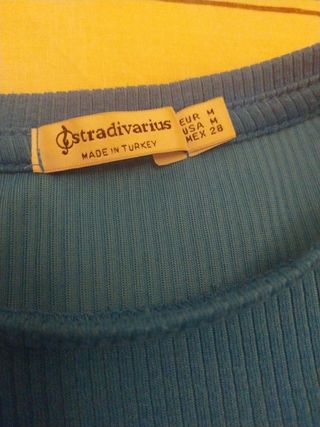 stradivarius
MADE IN TURKEY
EUR M
USA M
MEX 28